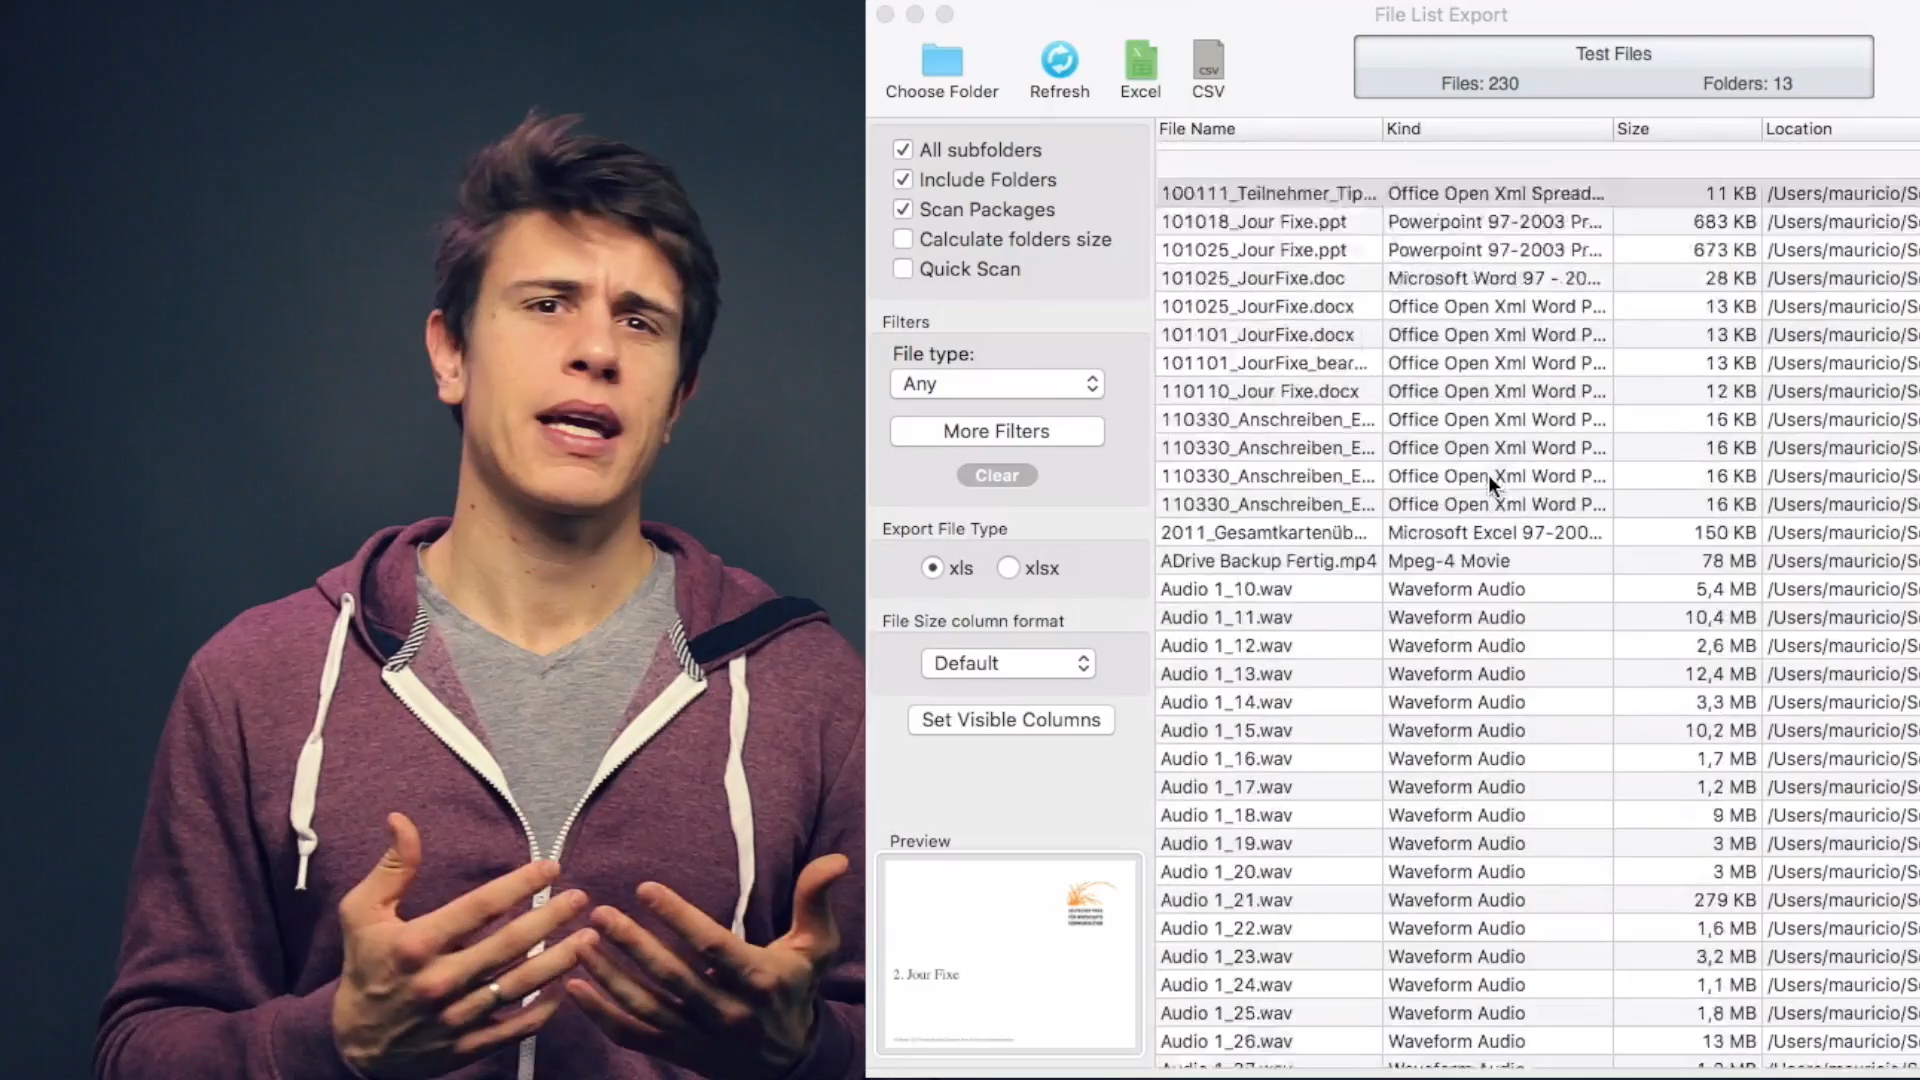 File List Export
Choose Folder
Refresh
Excel
CSV
Test Files
Files: 230 Folders: 13
All subfolders
Include Folders
Scan Packages
Calculate folders size
Quick Scan
Filters
File type:
Any
More Filters
Clear
Export File Type
xls xlsx
File Size column format
Default
Set Visible Columns
Preview
2. Jour Fixe
File Name Kind Size Location
100111_Teilnehmer_Tip... Office Open Xml Spread... 11 KB /Users/mauricio/S
101018_Jour Fixe.ppt Powerpoint 97-2003 Pr... 683 KB /Users/mauricio/S
101025_Jour Fixe.ppt Powerpoint 97-2003 Pr... 673 KB /Users/mauricio/S
101025_JourFixe.doc Microsoft Word 97 - 20... 28 KB /Users/mauricio/S
101025_JourFixe.docx Office Open Xml Word P... 13 KB /Users/mauricio/S
101101_JourFixe.docx Office Open Xml Word P... 13 KB /Users/mauricio/S
101101_JourFixe_bear... Office Open Xml Word P... 13 KB /Users/mauricio/S
110110_Jour Fixe.docx Office Open Xml Word P... 12 KB /Users/mauricio/S
110330_Anschreiben_E... Office Open Xml Word P... 16 KB /Users/mauricio/S
110330_Anschreiben_E... Office Open Xml Word P... 16 KB /Users/mauricio/S
110330_Anschreiben_E... Office Open Xml Word P... 16 KB /Users/mauricio/S
110330_Anschreiben_E... Office Open Xml Word P... 16 KB /Users/mauricio/S
2011_Gesamtkartenüb... Microsoft Excel 97-200... 150 KB /Users/mauricio/S
ADrive Backup Fertig.mp4 Mpeg-4 Movie 78 MB /Users/mauricio/S
Audio 1_10.wav Waveform Audio 5,4 MB /Users/mauricio/S
Audio 1_11.wav Waveform Audio 10,4 MB /Users/mauricio/S
Audio 1_12.wav Waveform Audio 2,6 MB /Users/mauricio/S
Audio 1_13.wav Waveform Audio 12,4 MB /Users/mauricio/S
Audio 1_14.wav Waveform Audio 3,3 MB /Users/mauricio/S
Audio 1_15.wav Waveform Audio 10,2 MB /Users/mauricio/S
Audio 1_16.wav Waveform Audio 1,7 MB /Users/mauricio/S
Audio 1_17.wav Waveform Audio 1,2 MB /Users/mauricio/S
Audio 1_18.wav Waveform Audio 9 MB /Users/mauricio/S
Audio 1_19.wav Waveform Audio 3 MB /Users/mauricio/S
Audio 1_20.wav Waveform Audio 3 MB /Users/mauricio/S
Audio 1_21.wav Waveform Audio 279 KB /Users/mauricio/S
Audio 1_22.wav Waveform Audio 1,6 MB /Users/mauricio/S
Audio 1_23.wav Waveform Audio 3,2 MB /Users/mauricio/S
Audio 1_24.wav Waveform Audio 1,1 MB /Users/mauricio/S
Audio 1_25.wav Waveform Audio 1,8 MB /Users/mauricio/S
Audio 1_26.wav Waveform Audio 13 MB /Users/mauricio/S